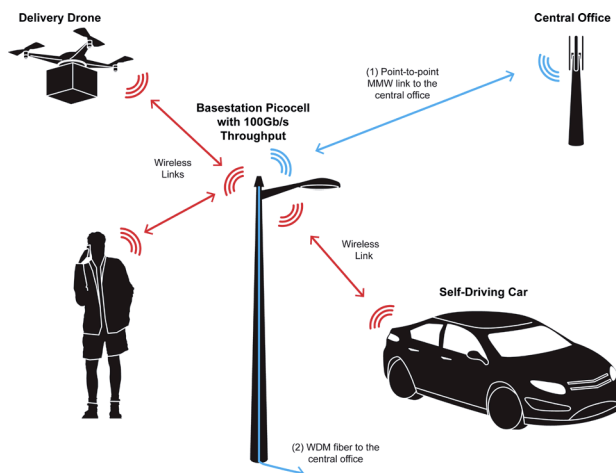 Delivery Drone
Central Office
(1) Point-to-point
MMW link to the
central office
Basestation Picocell
with 100Gb/s
Throughput
Wireless
Links
Wireless
Link
Self-Driving Car
(2) WDM fiber to the
central office